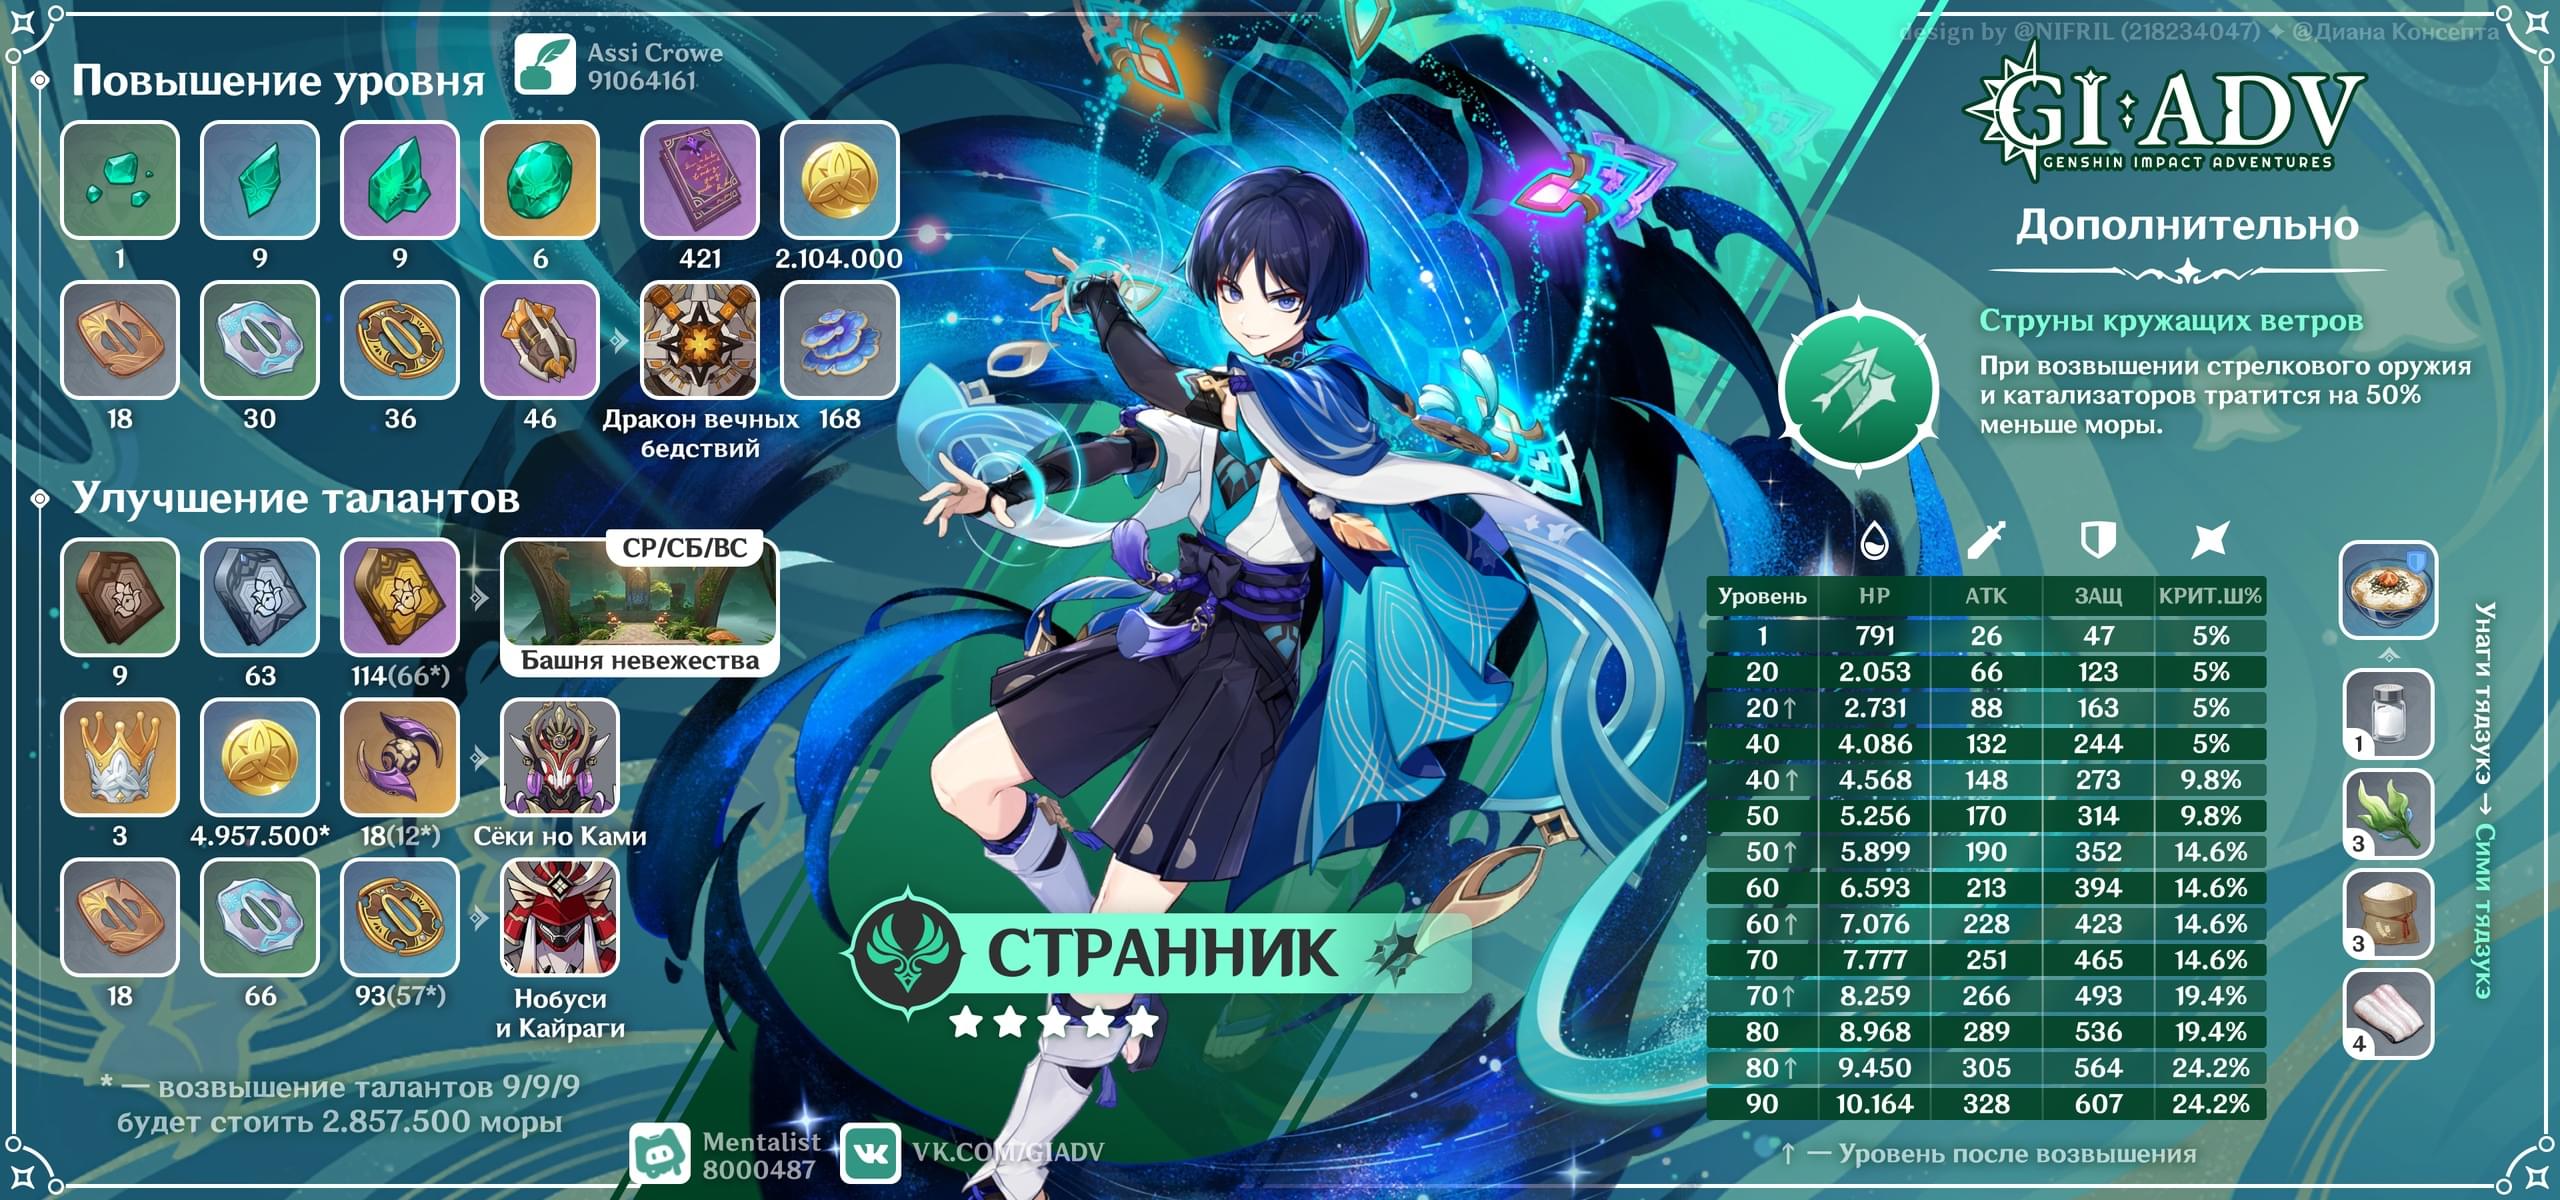 Повышение уровня
Assi Crowe
91064161
1 9 9 6 421 2.104.000
18 30 36 46 Дракон вечных бедствий 168
Улучшение талантов
СР/СБ/ВС
Башня невежества
9 63 114(66*)
3 4.957.500* 18(12*) Сёки но Ками
18 66 93(57*) Нобуси
и Кайраги
* — возвышение талантов 9/9/9
будет стоить 2.857.500 моры
СТРАННИК
Mentalist
8000487
VK.COM/GIADV
design by @NIFRIL (218234047) ✦ @Диана Консепта
GI·ADV
GENSHIN IMPACT ADVENTURES
Дополнительно
Струны кружащих ветров
При возвышении стрелкового оружия
и катализаторов тратится на 50%
меньше моры.
Уровень HP АТК ЗАЩ КРИТ.Ш%
1 791 26 47 5%
20 2.053 66 123 5%
20↑ 2.731 88 163 5%
40 4.086 132 244 5%
40↑ 4.568 148 273 9.8%
50 5.256 170 314 9.8%
50↑ 5.899 190 352 14.6%
60 6.593 213 394 14.6%
60↑ 7.076 228 423 14.6%
70 7.777 251 465 14.6%
70↑ 8.259 266 493 19.4%
80 8.968 289 536 19.4%
80↑ 9.450 305 564 24.2%
90 10.164 328 607 24.2%
↑ — Уровень после возвышения
1
3
3
4
Унаги тядзукэ → Сими тядзукэ